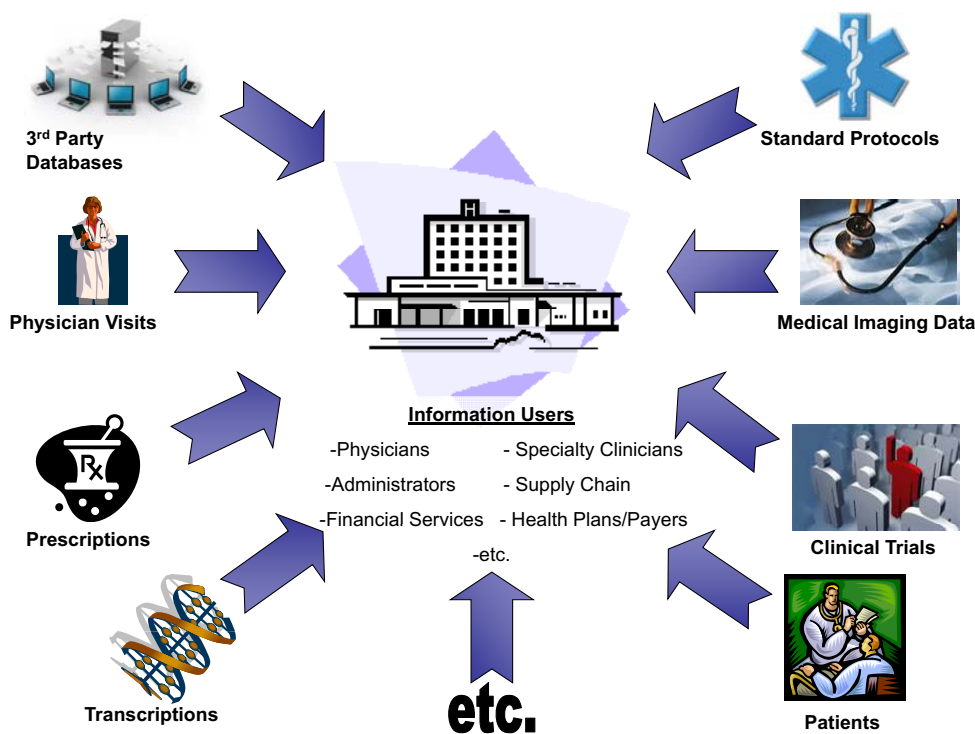 3rd Party
Databases
Standard Protocols
H
Physician Visits
Medical Imaging Data
Information Users
-Physicians
- Specialty Clinicians
-Administrators
- Supply Chain
-Financial Services
- Health Plans/Payers
-etc.
Rx
Prescriptions
Clinical Trials
Transcriptions
etc.
Patients